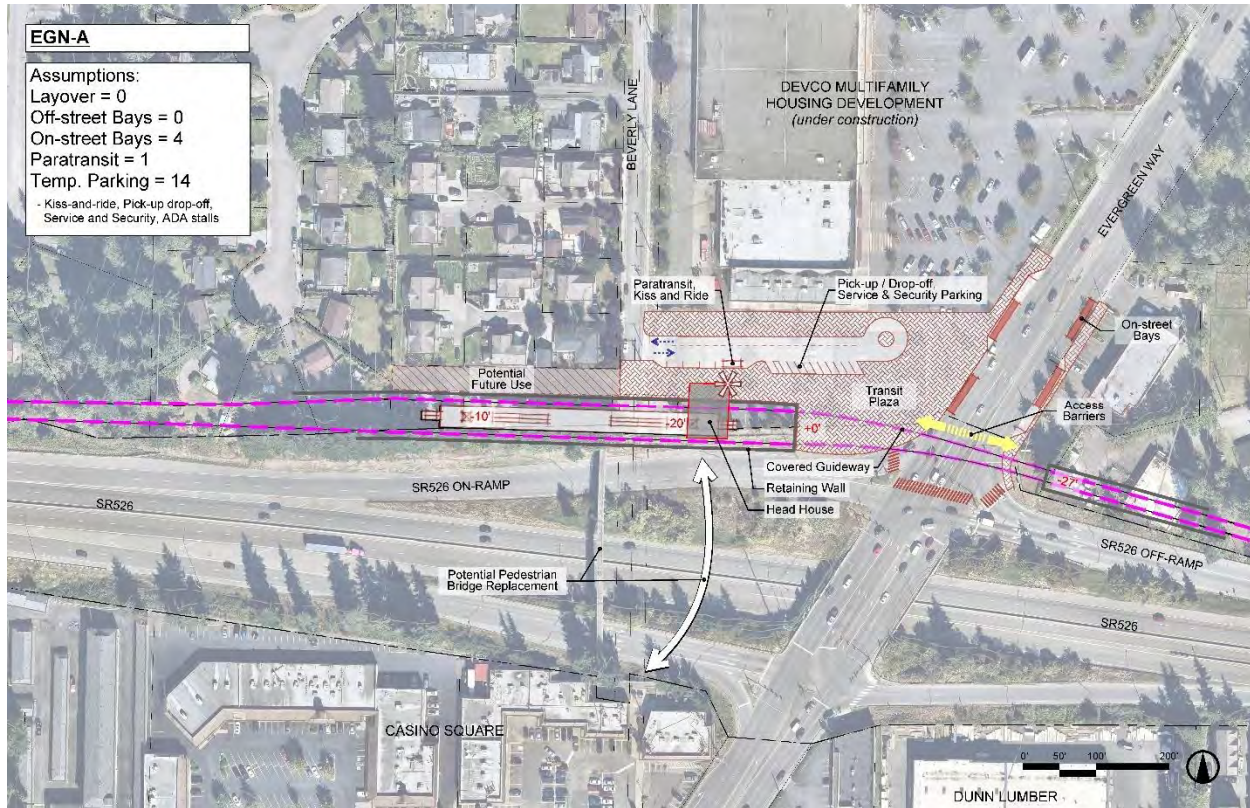 EGN-A
Assumptions:
Layover = 0
Off-street Bays = 0
On-street Bays = 4
Paratransit = 1
Temp. Parking = 14
- Kiss-and-ride, Pick-up drop-off,
Service and Security, ADA stalls
DEVCO MULTIFAMILY
HOUSING DEVELOPMENT
(under construction)
BEVERLY LANE
EVERGREEN WAY
Paratransit,
Kiss and Ride
Pick-up / Drop-off,
Service & Security Parking
On-street
Bays
Potential
Future Use
Transit
Plaza
Access
Barriers
-10'
-20'
+0'
Covered Guideway
Retaining Wall
Head House
-27'
SR526 ON-RAMP
SR526
SR526 OFF-RAMP
Potential Pedestrian
Bridge Replacement
SR526
CASINO SQUARE
0' 50' 100' 200'
DUNN LUMBER